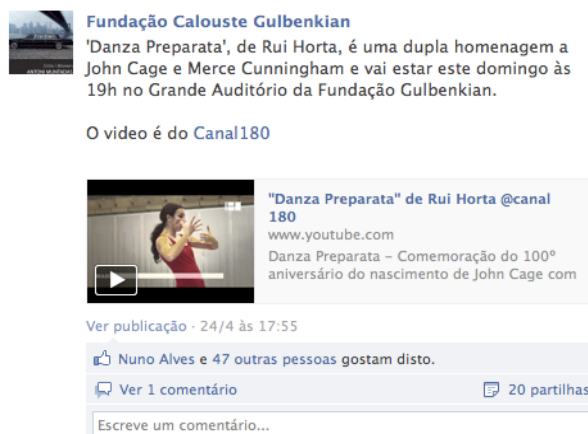 Fundação Calouste Gulbenkian
'Danza Preparata', de Rui Horta, é uma dupla homenagem a
John Cage e Merce Cunningham e vai estar este domingo às
19h no Grande Auditório da Fundação Gulbenkian.
O video é do Canal180
"Danza Preparata" de Rui Horta @canal
180
www.youtube.com
Danza Preparata – Comemoração do 100º
aniversário do nascimento de John Cage com
Ver publicação · 24/4 às 17:55
Nuno Alves e 47 outras pessoas gostam disto.
Ver 1 comentário
20 partilhas
Escreve um comentário...